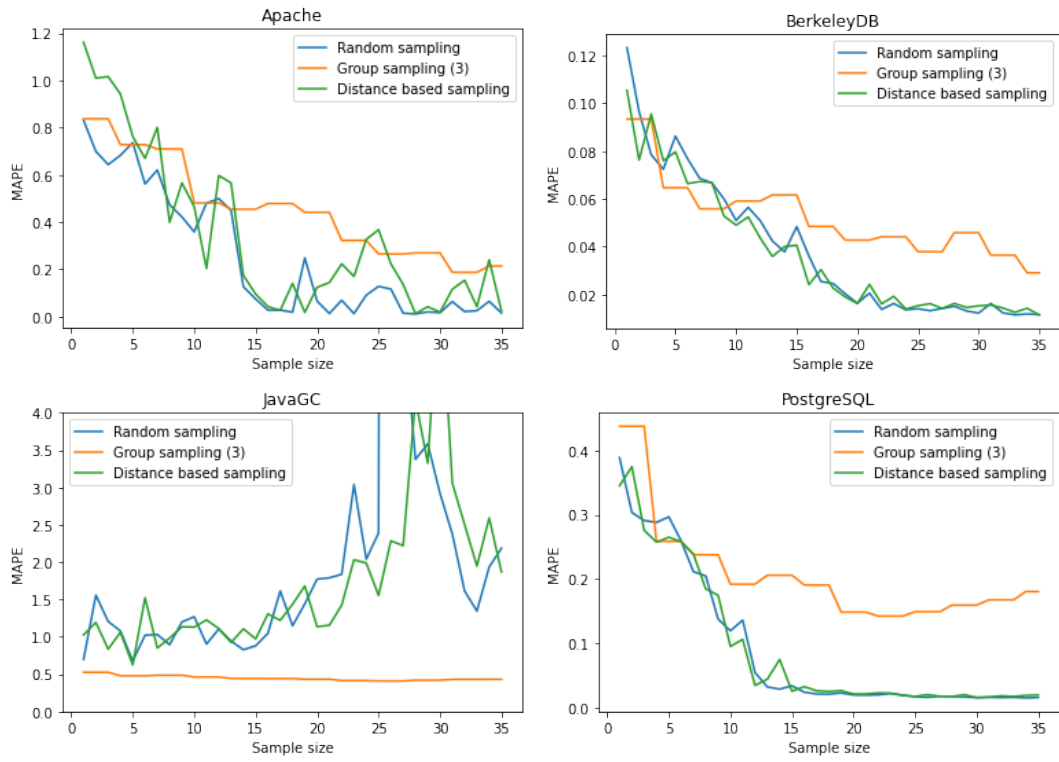 Apache
MAPE
1.2
1.0
0.8
0.6
0.4
0.2
0.0
Random sampling
Group sampling (3)
Distance based sampling
0 5 10 15 20 25 30 35
Sample size
BerkeleyDB
MAPE
0.12
0.10
0.08
0.06
0.04
0.02
Random sampling
Group sampling (3)
Distance based sampling
0 5 10 15 20 25 30 35
Sample size
JavaGC
MAPE
4.0
3.5
3.0
2.5
2.0
1.5
1.0
0.5
0.0
Random sampling
Group sampling (3)
Distance based sampling
0 5 10 15 20 25 30 35
Sample size
PostgreSQL
MAPE
0.4
0.3
0.2
0.1
0.0
Random sampling
Group sampling (3)
Distance based sampling
0 5 10 15 20 25 30 35
Sample size